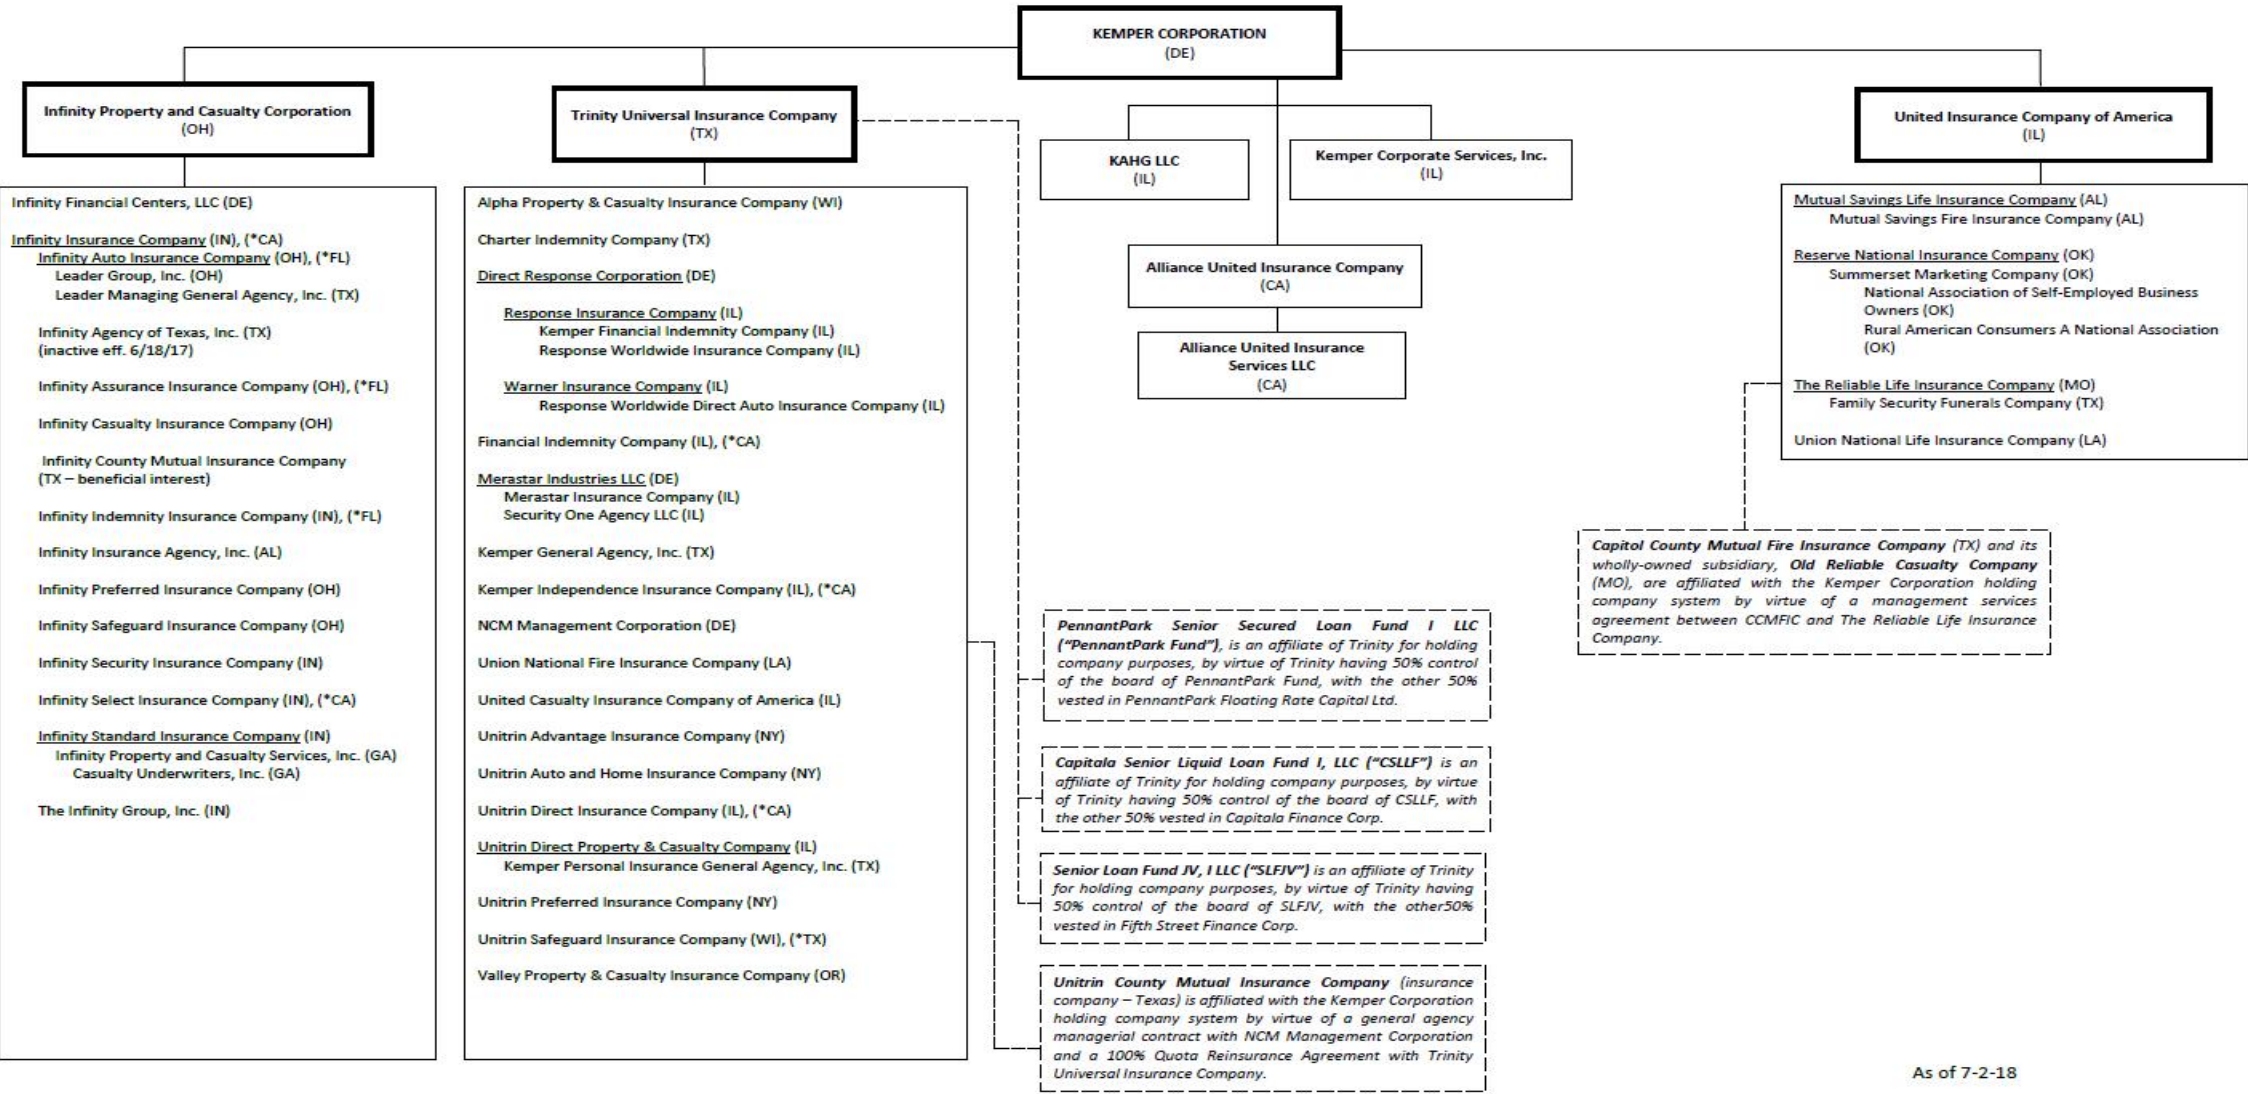 KEMPER CORPORATION
(DE)
Infinity Property and Casualty Corporation
(OH)
Trinity Universal Insurance Company
(TX)
KAHG LLC
(IL)
Kemper Corporate Services, Inc.
(IL)
United Insurance Company of America
(IL)
Infinity Financial Centers, LLC (DE)
Infinity Insurance Company (IN), (*CA)
Infinity Auto Insurance Company (OH), (*FL)
Leader Group, Inc. (OH)
Leader Managing General Agency, Inc. (TX)
Infinity Agency of Texas, Inc. (TX)
(inactive eff. 6/18/17)
Infinity Assurance Insurance Company (OH), (*FL)
Infinity Casualty Insurance Company (OH)
Infinity County Mutual Insurance Company
(TX – beneficial interest)
Infinity Indemnity Insurance Company (IN), (*FL)
Infinity Insurance Agency, Inc. (AL)
Infinity Preferred Insurance Company (OH)
Infinity Safeguard Insurance Company (OH)
Infinity Security Insurance Company (IN)
Infinity Select Insurance Company (IN), (*CA)
Infinity Standard Insurance Company (IN)
Infinity Property and Casualty Services, Inc. (GA)
Casualty Underwriters, Inc. (GA)
The Infinity Group, Inc. (IN)
Alpha Property & Casualty Insurance Company (WI)
Charter Indemnity Company (TX)
Direct Response Corporation (DE)
Response Insurance Company (IL)
Kemper Financial Indemnity Company (IL)
Response Worldwide Insurance Company (IL)
Warner Insurance Company (IL)
Response Worldwide Direct Auto Insurance Company (IL)
Financial Indemnity Company (IL), (*CA)
Merastar Industries LLC (DE)
Merastar Insurance Company (IL)
Security One Agency LLC (IL)
Kemper General Agency, Inc. (TX)
Kemper Independence Insurance Company (IL), (*CA)
NCM Management Corporation (DE)
Union National Fire Insurance Company (LA)
United Casualty Insurance Company of America (IL)
Unitrin Advantage Insurance Company (NY)
Unitrin Auto and Home Insurance Company (NY)
Unitrin Direct Insurance Company (IL), (*CA)
Unitrin Direct Property & Casualty Company (IL)
Kemper Personal Insurance General Agency, Inc. (TX)
Unitrin Preferred Insurance Company (NY)
Unitrin Safeguard Insurance Company (WI), (*TX)
Valley Property & Casualty Insurance Company (OR)
Alliance United Insurance Company
(CA)
Alliance United Insurance
Services LLC
(CA)
PennantPark Senior Secured Loan Fund I LLC
("PennantPark Fund"), is an affiliate of Trinity for holding
company purposes, by virtue of Trinity having 50% control
of the board of PennantPark Fund, with the other 50%
vested in PennantPark Floating Rate Capital Ltd.
Capitala Senior Liquid Loan Fund I, LLC ("CSLLF") is an
affiliate of Trinity for holding company purposes, by virtue
of Trinity having 50% control of the board of CSLLF, with
the other 50% vested in Capitala Finance Corp.
Senior Loan Fund JV, I LLC ("SLFJV") is an affiliate of Trinity
for holding company purposes, by virtue of Trinity having
50% control of the board of SLFJV, with the other50%
vested in Fifth Street Finance Corp.
Unitrin County Mutual Insurance Company (insurance
company – Texas) is affiliated with the Kemper Corporation
holding company system by virtue of a general agency
managerial contract with NCM Management Corporation
and a 100% Quota Reinsurance Agreement with Trinity
Universal Insurance Company.
Mutual Savings Life Insurance Company (AL)
Mutual Savings Fire Insurance Company (AL)
Reserve National Insurance Company (OK)
Summerset Marketing Company (OK)
National Association of Self-Employed Business
Owners (OK)
Rural American Consumers A National Association
(OK)
The Reliable Life Insurance Company (MO)
Family Security Funerals Company (TX)
Union National Life Insurance Company (LA)
Capitol County Mutual Fire Insurance Company (TX) and its
wholly-owned subsidiary, Old Reliable Casualty Company
(MO), are affiliated with the Kemper Corporation holding
company system by virtue of a management services
agreement between CCMFIC and The Reliable Life Insurance
Company.
As of 7-2-18